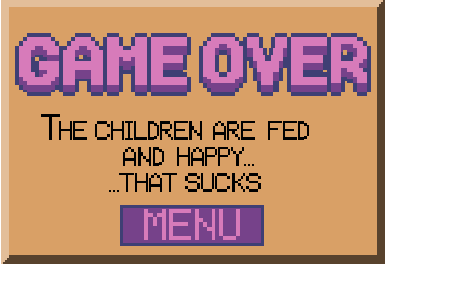 GAME OVER
THE CHILDREN ARE FED
AND HAPPY...
...THAT SUCKS
MENU